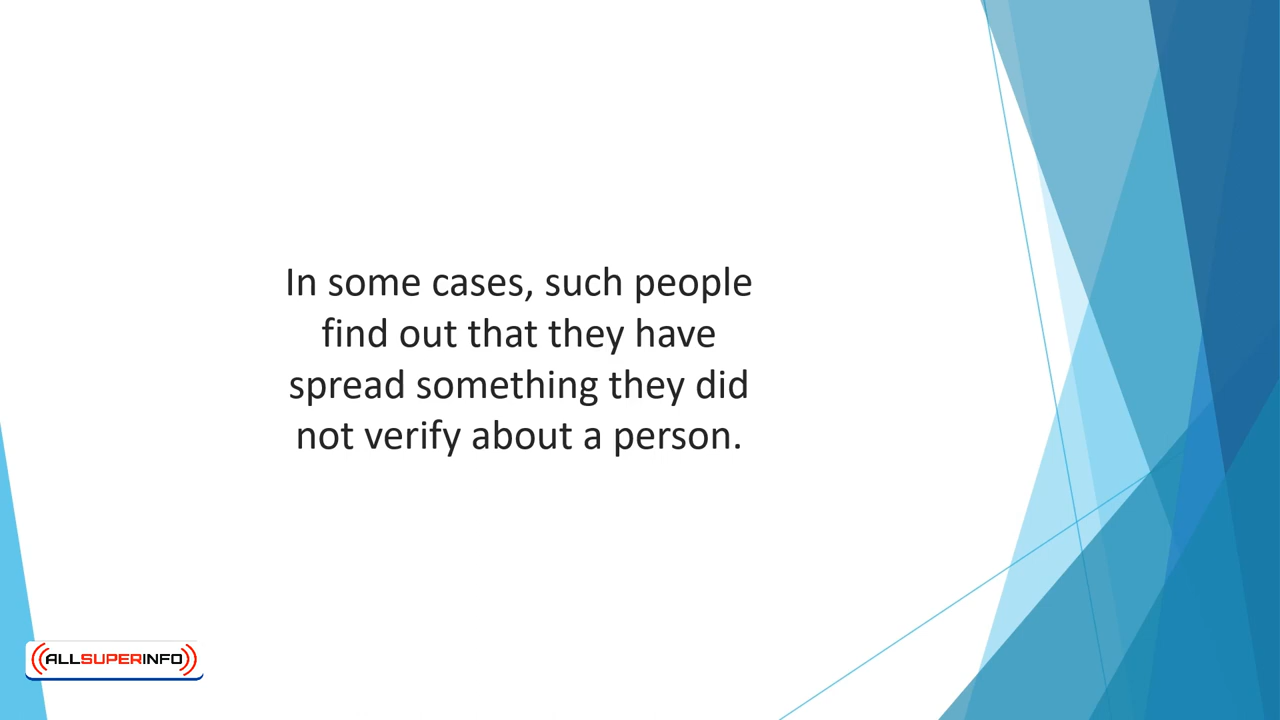 In some cases, such people
find out that they have
spread something they did
not verify about a person.
ALLSUPERINFO